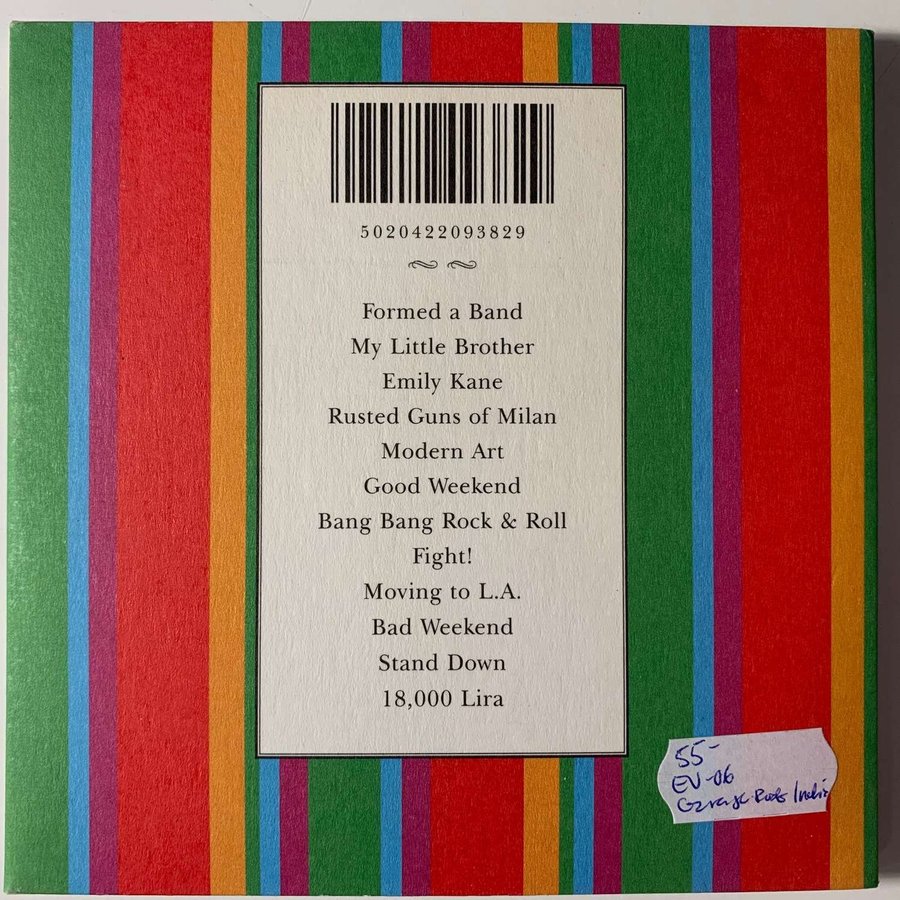 5020422093829
Formed a Band
My Little Brother
Emily Kane
Rusted Guns of Milan
Modern Art
Good Weekend
Bang Bang Rock & Roll
Fight!
Moving to L.A.
Bad Weekend
Stand Down
18,000 Lira
55-
EV-06